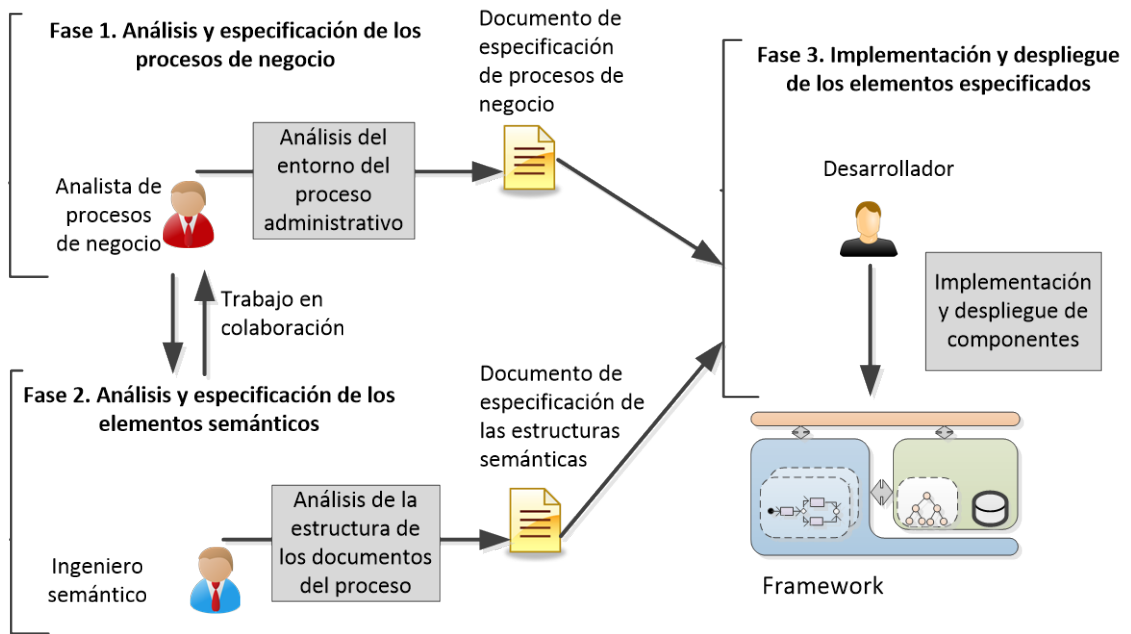 Fase 1. Análisis y especificación de los
procesos de negocio
Analista de
procesos
de negocio
Análisis del
entorno del
proceso
administrativo
Documento de
especificación
de procesos de
negocio
Trabajo en
colaboración
Fase 2. Análisis y especificación de los
elementos semánticos
Ingeniero
semántico
Análisis de la
estructura de
los documentos
del proceso
Documento de
especificación de
las estructuras
semánticas
Fase 3. Implementación y despliegue
de los elementos especificados
Desarrollador
Implementación
y despliegue de
componentes
Framework